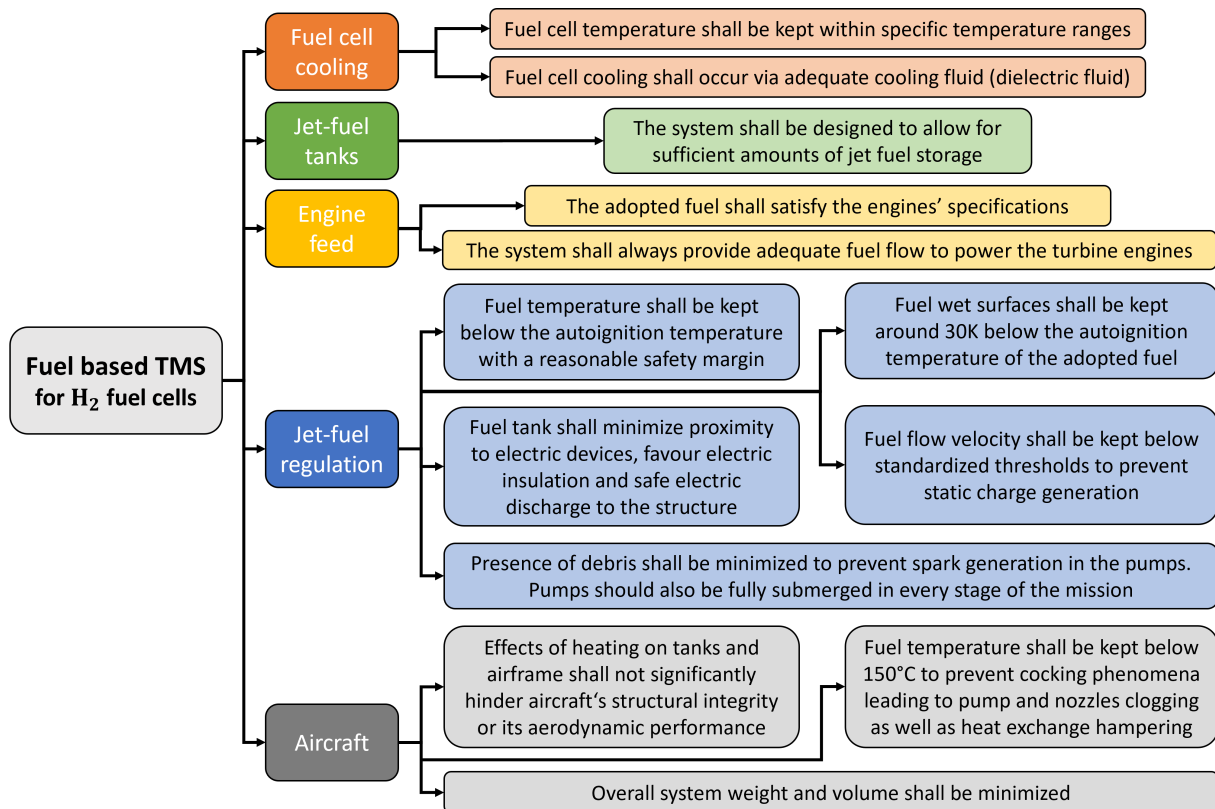 Fuel based TMS
for H₂ fuel cells
Fuel cell
cooling
Fuel cell temperature shall be kept within specific temperature ranges
Fuel cell cooling shall occur via adequate cooling fluid (dielectric fluid)
Jet-fuel
tanks
The system shall be designed to allow for
sufficient amounts of jet fuel storage
Engine
feed
The adopted fuel shall satisfy the engines’ specifications
The system shall always provide adequate fuel flow to power the turbine engines
Jet-fuel
regulation
Fuel temperature shall be kept
below the autoignition temperature
with a reasonable safety margin
Fuel wet surfaces shall be kept
around 30K below the autoignition
temperature of the adopted fuel
Fuel tank shall minimize proximity
to electric devices, favour electric
insulation and safe electric
discharge to the structure
Fuel flow velocity shall be kept below
standardized thresholds to prevent
static charge generation
Presence of debris shall be minimized to prevent spark generation in the pumps.
Pumps should also be fully submerged in every stage of the mission
Aircraft
Effects of heating on tanks and
airframe shall not significantly
hinder aircraft‘s structural integrity
or its aerodynamic performance
Fuel temperature shall be kept below
150°C to prevent cocking phenomena
leading to pump and nozzles clogging
as well as heat exchange hampering
Overall system weight and volume shall be minimized